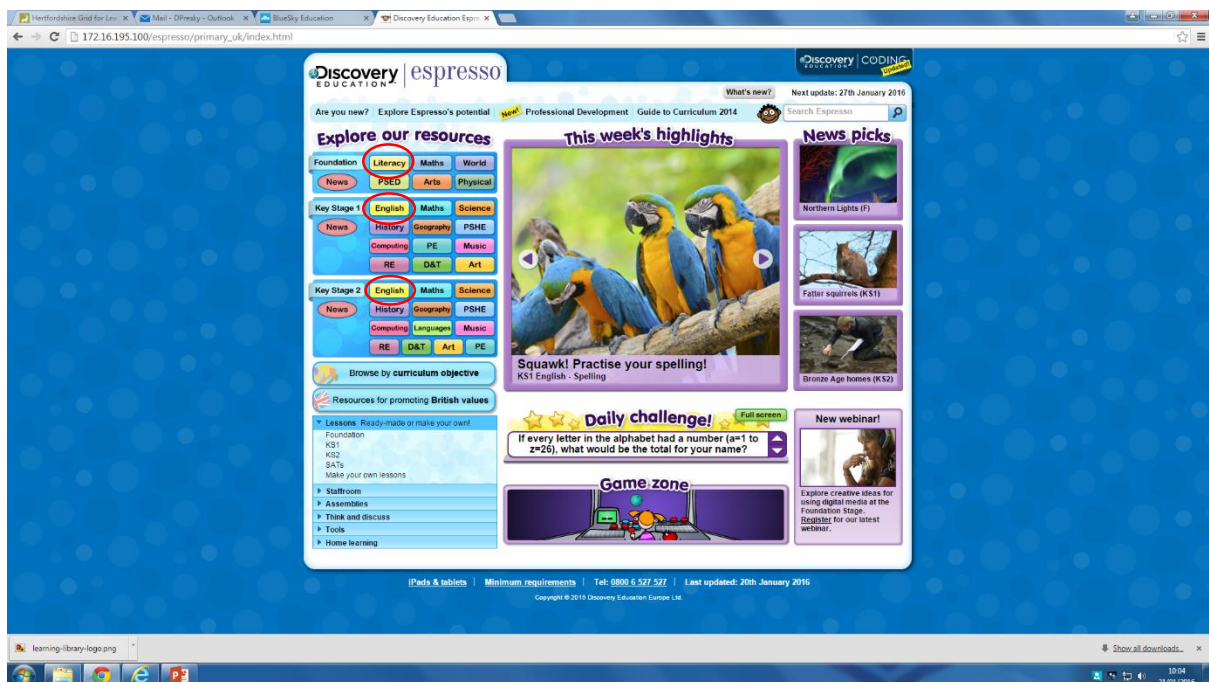 Hertfordshire Grid for Lea
Mail - DPresky - Outlook
BlueSky Education
Discovery Education Espre
172.16.195.100/espresso/primary_uk/index.html
Discovery EDUCATION espresso
Discovery EDUCATION CODING
Updated!
What's new?
Next update: 27th January 2016
Are you new?
Explore Espresso's potential
New!
Professional Development
Guide to Curriculum 2014
Search Espresso
Explore our resources
Foundation
Literacy
Maths
World
News
PSED
Arts
Physical
Key Stage 1
English
Maths
Science
News
History
Geography
PSHE
Computing
PE
Music
RE
D&T
Art
Key Stage 2
English
Maths
Science
News
History
Geography
PSHE
Computing
Languages
Music
RE
D&T
Art
PE
Browse by curriculum objective
Resources for promoting British values
Lessons Ready-made or make your own!
Foundation
KS1
KS2
SATs
Make your own lessons
Staffroom
Assemblies
Think and discuss
Tools
Home learning
This week's highlights
Squawk! Practise your spelling!
KS1 English - Spelling
Daily challenge!
Full screen
If every letter in the alphabet had a number (a=1 to
z=26), what would be the total for your name?
Game zone
News picks
Northern Lights (F)
Fatter squirrels (KS1)
Bronze Age homes (KS2)
New webinar!
Explore creative ideas for
using digital media at the
Foundation Stage.
Register for our latest
webinar.
iPads & tablets
Minimum requirements
Tel: 0800 6 527 527
Last updated: 20th January 2016
Copyright © 2016 Discovery Education Europe Ltd.
learning-library-logo.png
Show all downloads...
10:04
21/01/2016